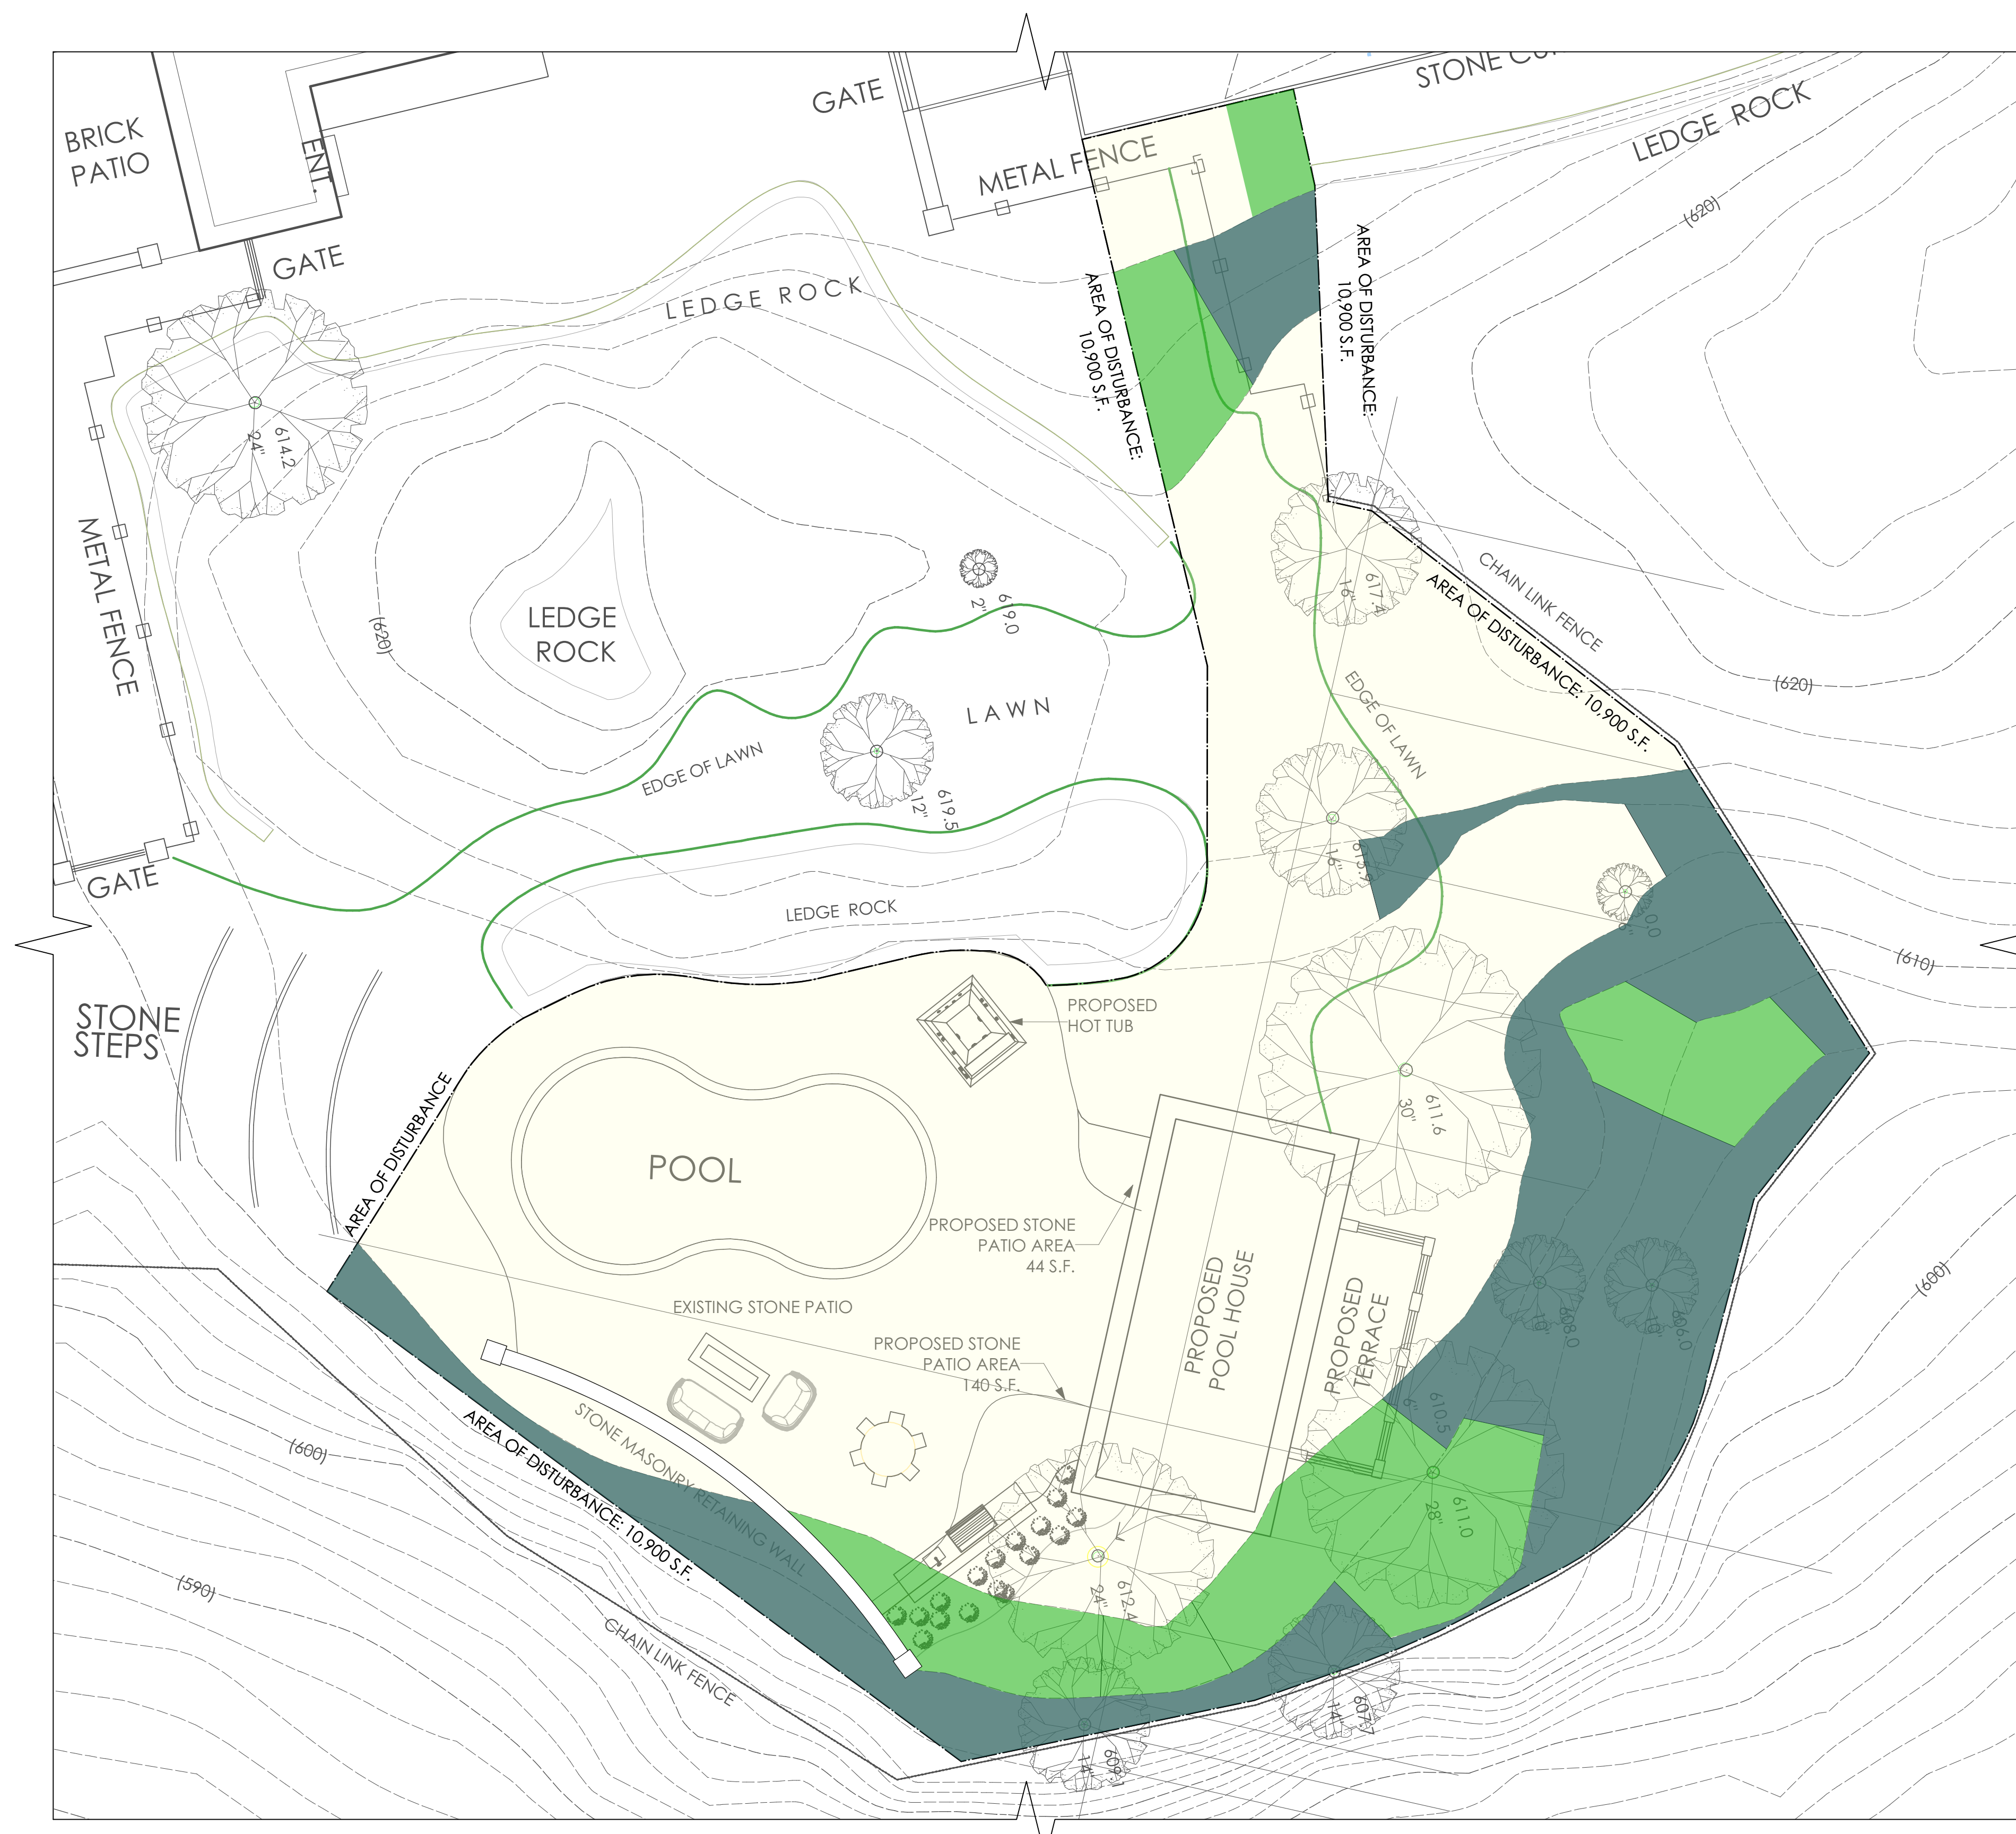 STONE CU
GATE
LEDGE ROCK
BRICK
PATIO
ENT.
METAL FENCE
(620)
GATE
AREA OF DISTURBANCE:
10,900 S.F.
AREA OF DISTURBANCE:
10,900 S.F.
LEDGE ROCK
614.2
24"
METAL FENCE
CHAIN LINK FENCE
617.4
16"
AREA OF DISTURBANCE: 10,900 S.F.
619.0
2"
(620)
LEDGE
ROCK
(620)
LAWN
EDGE OF LAWN
EDGE OF LAWN
619.5
12"
16"
GATE
LEDGE ROCK
(610)
STONE
STEPS
PROPOSED
HOT TUB
611.6
30"
AREA OF DISTURBANCE
POOL
PROPOSED STONE
PATIO AREA
44 S.F.
PROPOSED
POOL HOUSE
PROPOSED
TERRACE
(600)
EXISTING STONE PATIO
608.0
10"
606.0
10"
PROPOSED STONE
PATIO AREA
140 S.F.
610.5
6"
STONE MASONRY RETAINING WALL
AREA OF DISTURBANCE: 10,900 S.F.
(600)
611.0
28"
(590)
612.4
24"
CHAIN LINK FENCE
607.7
14"
609.1
14"